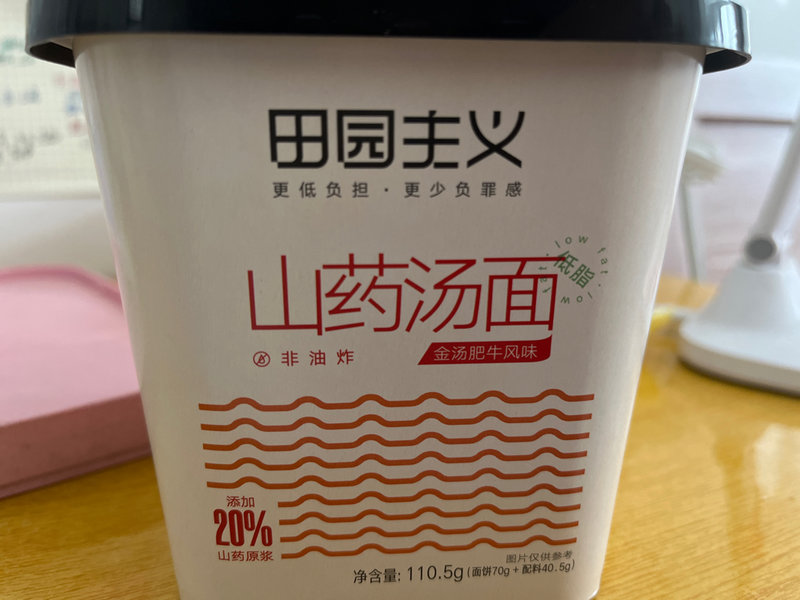 田园主义
更低负担·更少负罪感
山药汤面
low fat · low fat ·
低脂
非油炸
金汤肥牛风味
添加
20%
山药原浆
图片仅供参考
净含量: 110.5g(面饼70g + 配料40.5g)